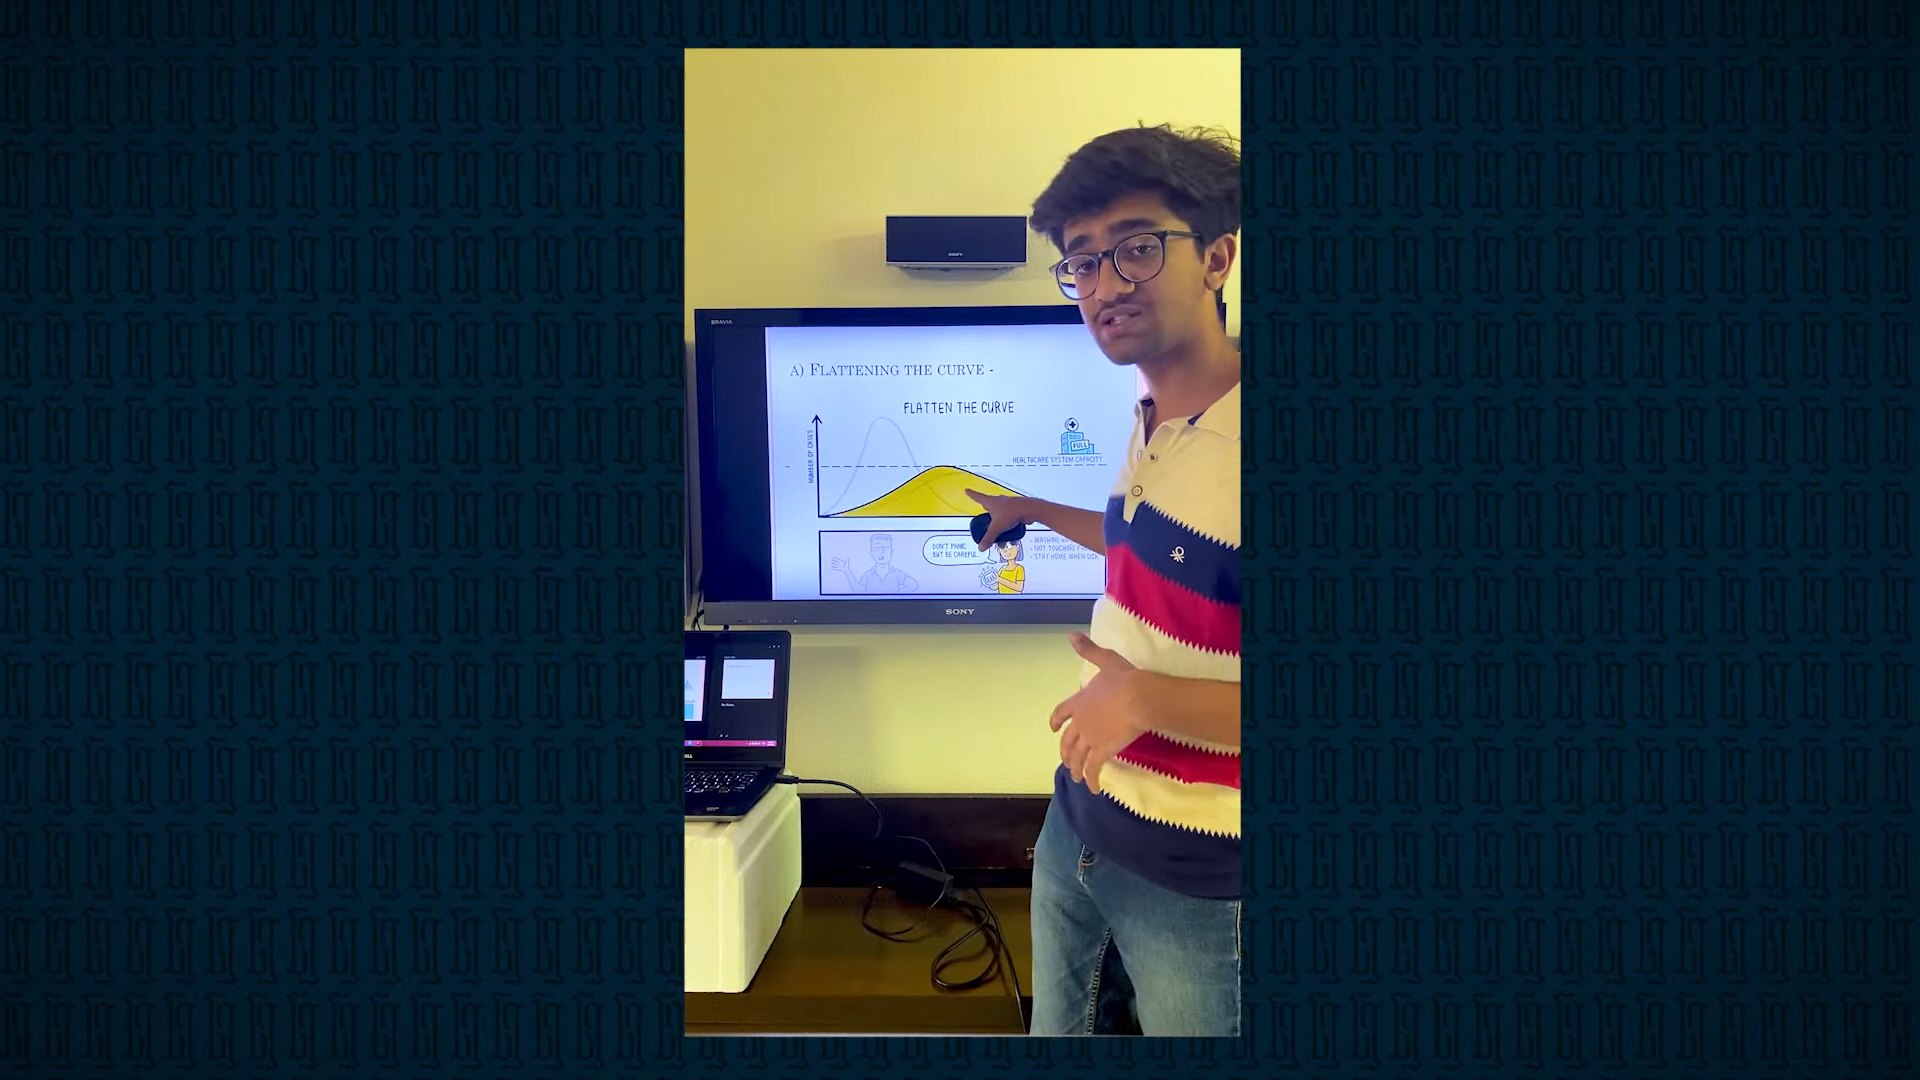 SONY
BRAVIA
A) FLATTENING THE CURVE -
FLATTEN THE CURVE
NUMBER OF CASES
FULL
HEALTHCARE SYSTEM CAPACITY
DON'T PANIC
BUT BE CAREFUL.
- WASHING
- NOT TOUCHING
- STAY HOME WHEN SICK
SONY